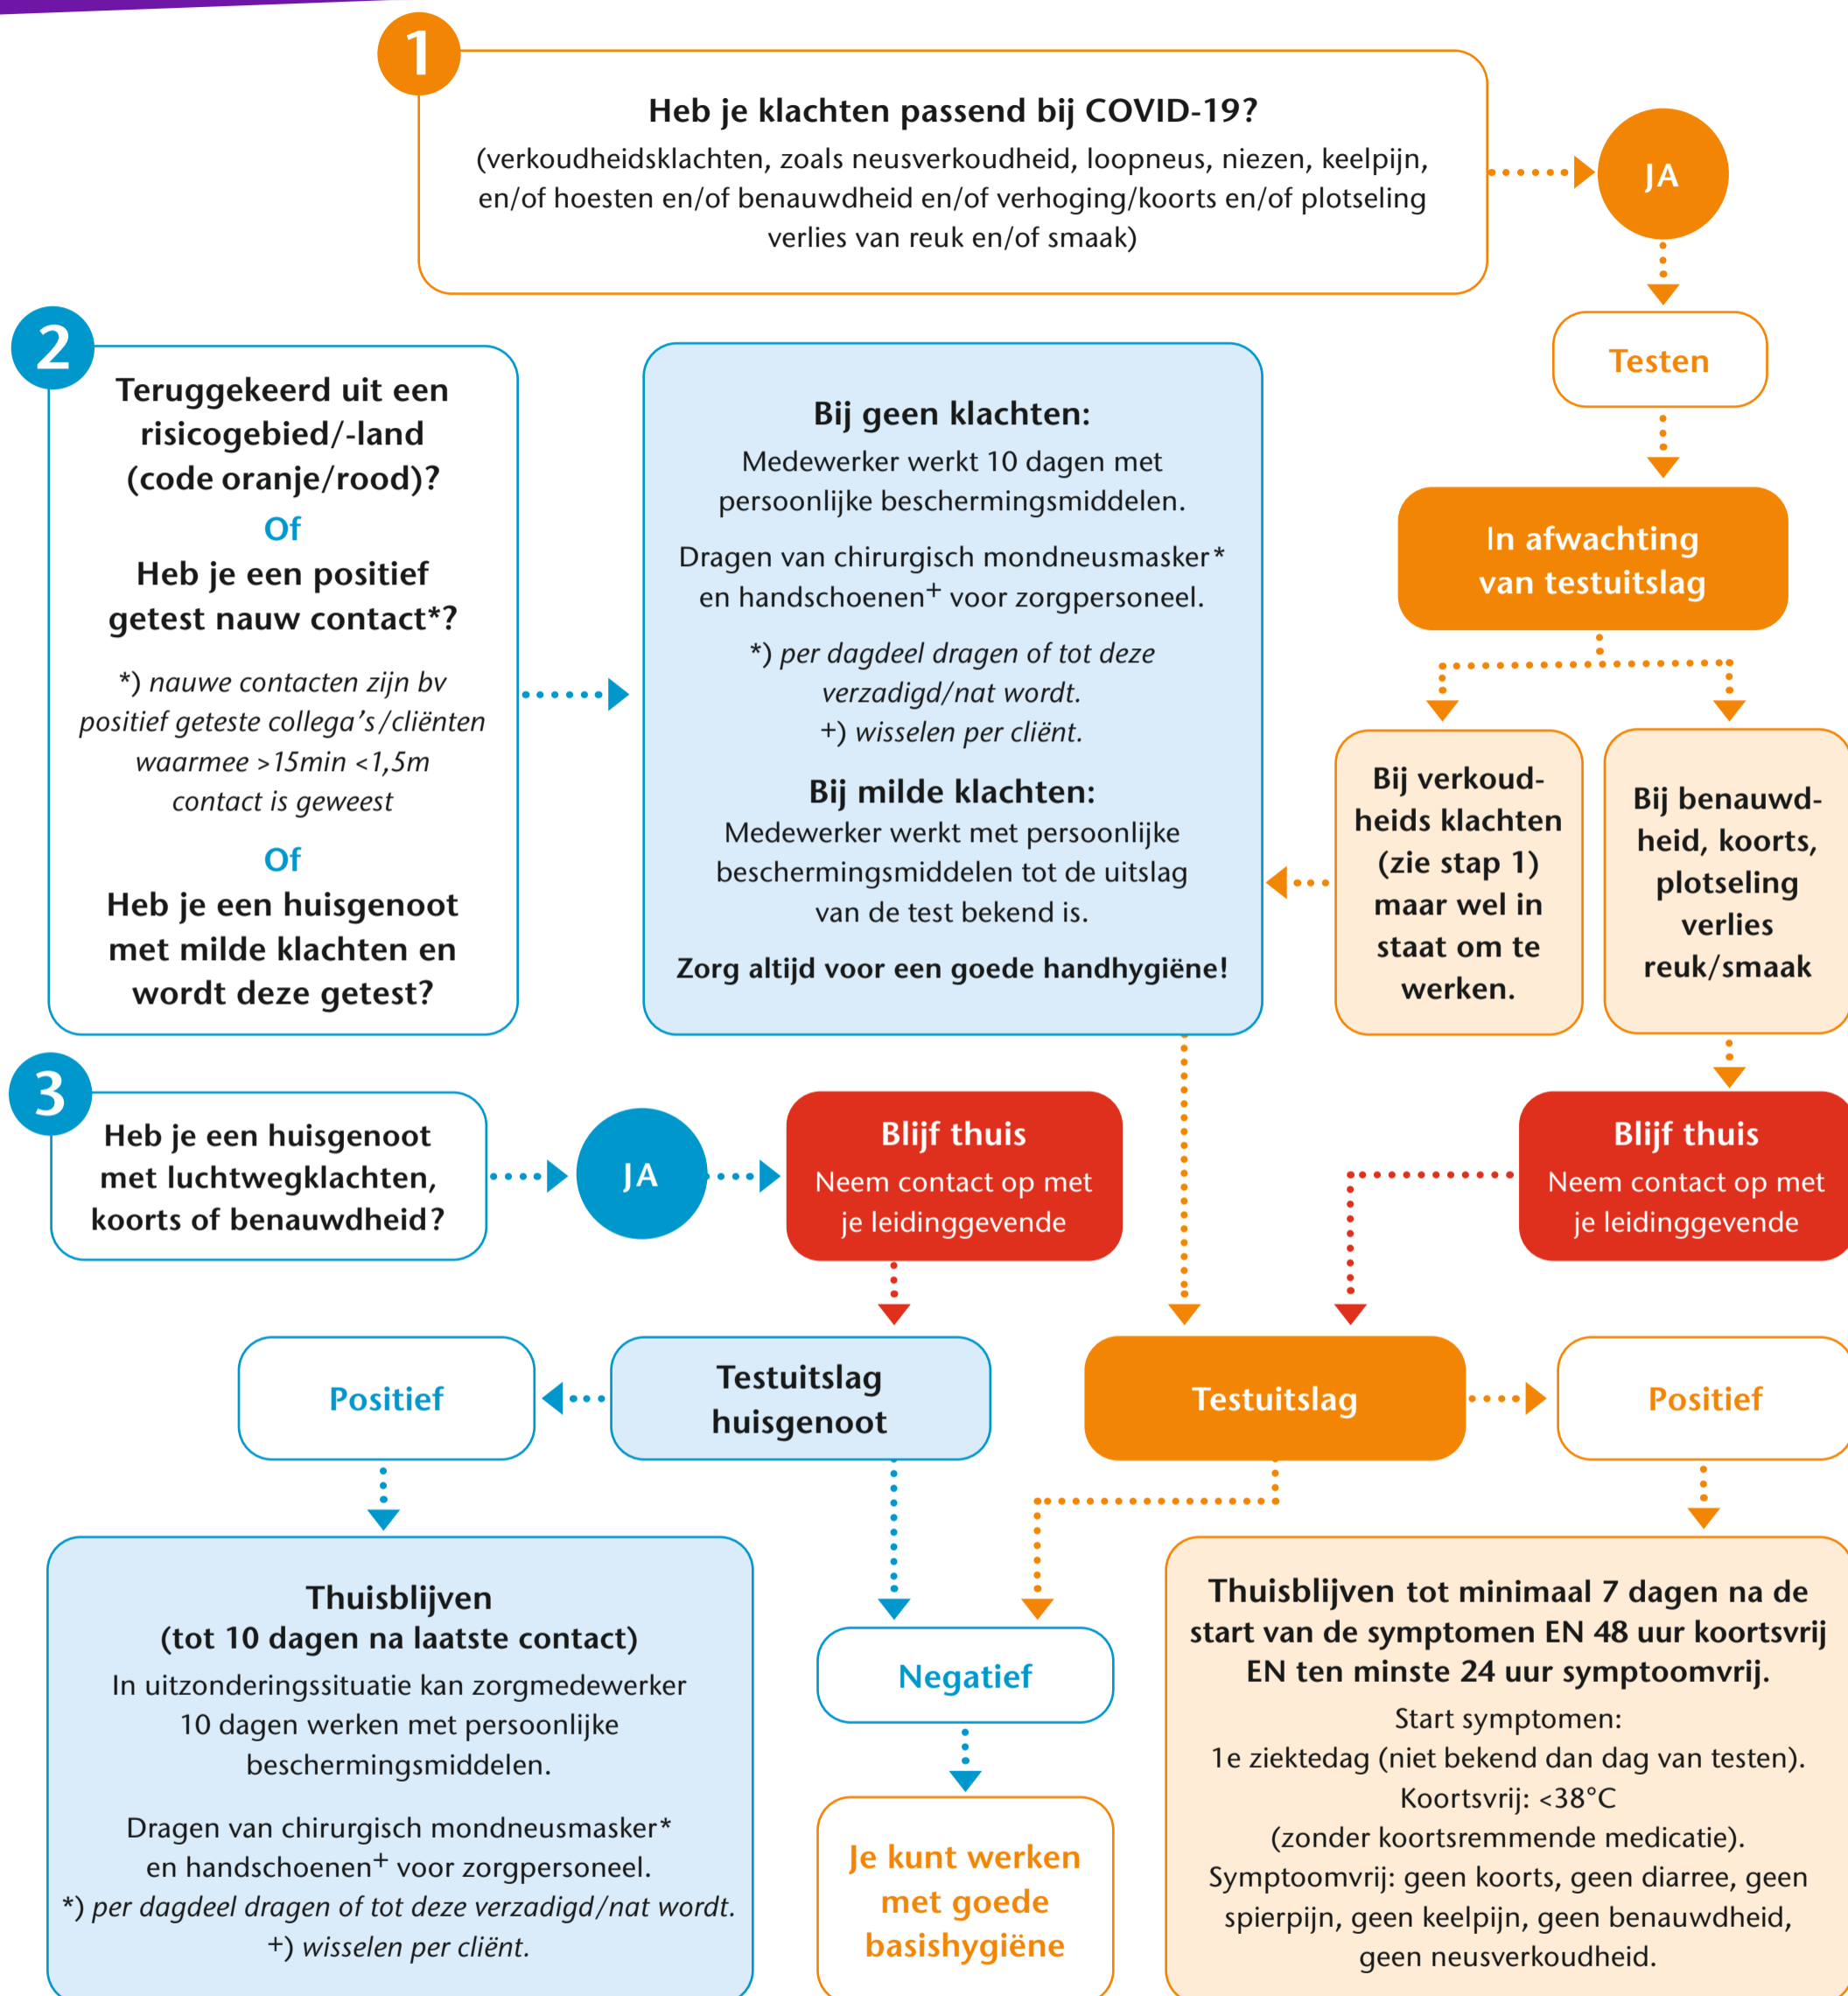 1
Heb je klachten passend bij COVID-19?
(verkoudheidsklachten, zoals neusverkoudheid, loopneus, niezen, keelpijn,
en/of hoesten en/of benauwdheid en/of verhoging/koorts en/of plotseling
verlies van reuk en/of smaak)
JA
Testen
In afwachting
van testuitslag
Bij verkoud-
heids klachten
(zie stap 1)
maar wel in
staat om te
werken.
Bij benauwd-
heid, koorts,
plotseling
verlies
reuk/smaak
2
Teruggekeerd uit een
risicogebied/-land
(code oranje/rood)?
Of
Heb je een positief
getest nauw contact*?
*) nauwe contacten zijn bv
positief geteste collega's/cliënten
waarmee >15min <1,5m
contact is geweest
Of
Heb je een huisgenoot
met milde klachten en
wordt deze getest?
Bij geen klachten:
Medewerker werkt 10 dagen met
persoonlijke beschermingsmiddelen.
Dragen van chirurgisch mondneusmasker*
en handschoenen+ voor zorgpersoneel.
*) per dagdeel dragen of tot deze
verzadigd/nat wordt.
+) wisselen per cliënt.
Bij milde klachten:
Medewerker werkt met persoonlijke
beschermingsmiddelen tot de uitslag
van de test bekend is.
Zorg altijd voor een goede handhygiëne!
3
Heb je een huisgenoot
met luchtwegklachten,
koorts of benauwdheid?
JA
Blijf thuis
Neem contact op met
je leidinggevende
Blijf thuis
Neem contact op met
je leidinggevende
Positief
Testuitslag
huisgenoot
Testuitslag
Positief
Thuisblijven
(tot 10 dagen na laatste contact)
In uitzonderingssituatie kan zorgmedewerker
10 dagen werken met persoonlijke
beschermingsmiddelen.
Dragen van chirurgisch mondneusmasker*
en handschoenen+ voor zorgpersoneel.
*) per dagdeel dragen of tot deze verzadigd/nat wordt.
+) wisselen per cliënt.
Negatief
Je kunt werken
met goede
basishygiëne
Thuisblijven tot minimaal 7 dagen na de
start van de symptomen EN 48 uur koortsvrij
EN ten minste 24 uur symptoomvrij.
Start symptomen:
1e ziektedag (niet bekend dan dag van testen).
Koortsvrij: <38°C
(zonder koortsremmende medicatie).
Symptoomvrij: geen koorts, geen diarree, geen
spierpijn, geen keelpijn, geen benauwdheid,
geen neusverkoudheid.